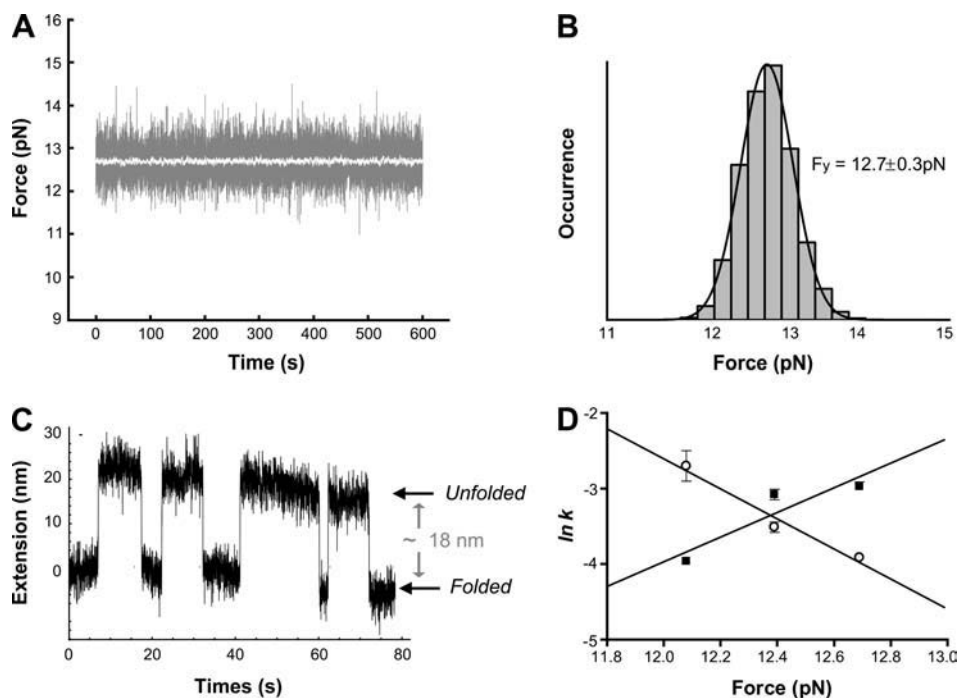 A
16
15
14
13
12
11
10
9
Force (pN)
0 100 200 300 400 500 600
Time (s)
B
Occurrence
Fy = 12.7±0.3pN
11 12 13 14 15
Force (pN)
C
30
20
10
0
Extension (nm)
Unfolded
~ 18 nm
Folded
0 20 40 60 80
Times (s)
D
-2
-3
-4
-5
ln k
11.8 12.0 12.2 12.4 12.6 12.8 13.0
Force (pN)